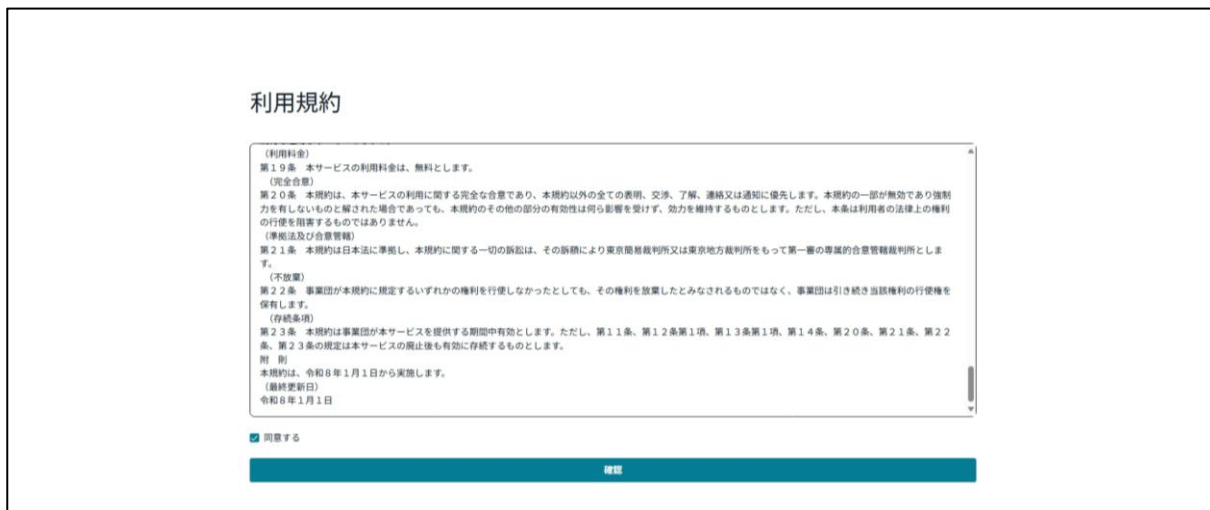 利用規約
（利用料金）
第１９条　本サービスの利用料金は、無料とします。
（完全合意）
第２０条　本規約は、本サービスの利用に関する完全な合意であり、本規約以外の全ての表明、交渉、了解、連絡又は通知に優先します。本規約の一部が無効であり強制
力を有しないものと解された場合であっても、本規約のその他の部分の有効性は何ら影響を受けず、効力を維持するものとします。ただし、本条は利用者の法律上の権利
の行使を阻害するものではありません。
（準拠法及び合意管轄）
第２１条　本規約は日本法に準拠し、本規約に関する一切の訴訟は、その訴額により東京簡易裁判所又は東京地方裁判所をもって第一審の専属的合意管轄裁判所としま
す。
（不放棄）
第２２条　事業団が本規約に規定するいずれかの権利を行使しなかったとしても、その権利を放棄したとみなされるものではなく、事業団は引き続き当該権利の行使権を
保有します。
（存続条項）
第２３条　本規約は事業団が本サービスを提供する期間中有効とします。ただし、第１１条、第１２条第１項、第１３条第１項、第１４条、第２０条、第２１条、第２２
条、第２３条の規定は本サービスの廃止後も有効に存続するものとします。
附　則
本規約は、令和８年１月１日から実施します。
（最終更新日）
令和８年１月１日
同意する
確認